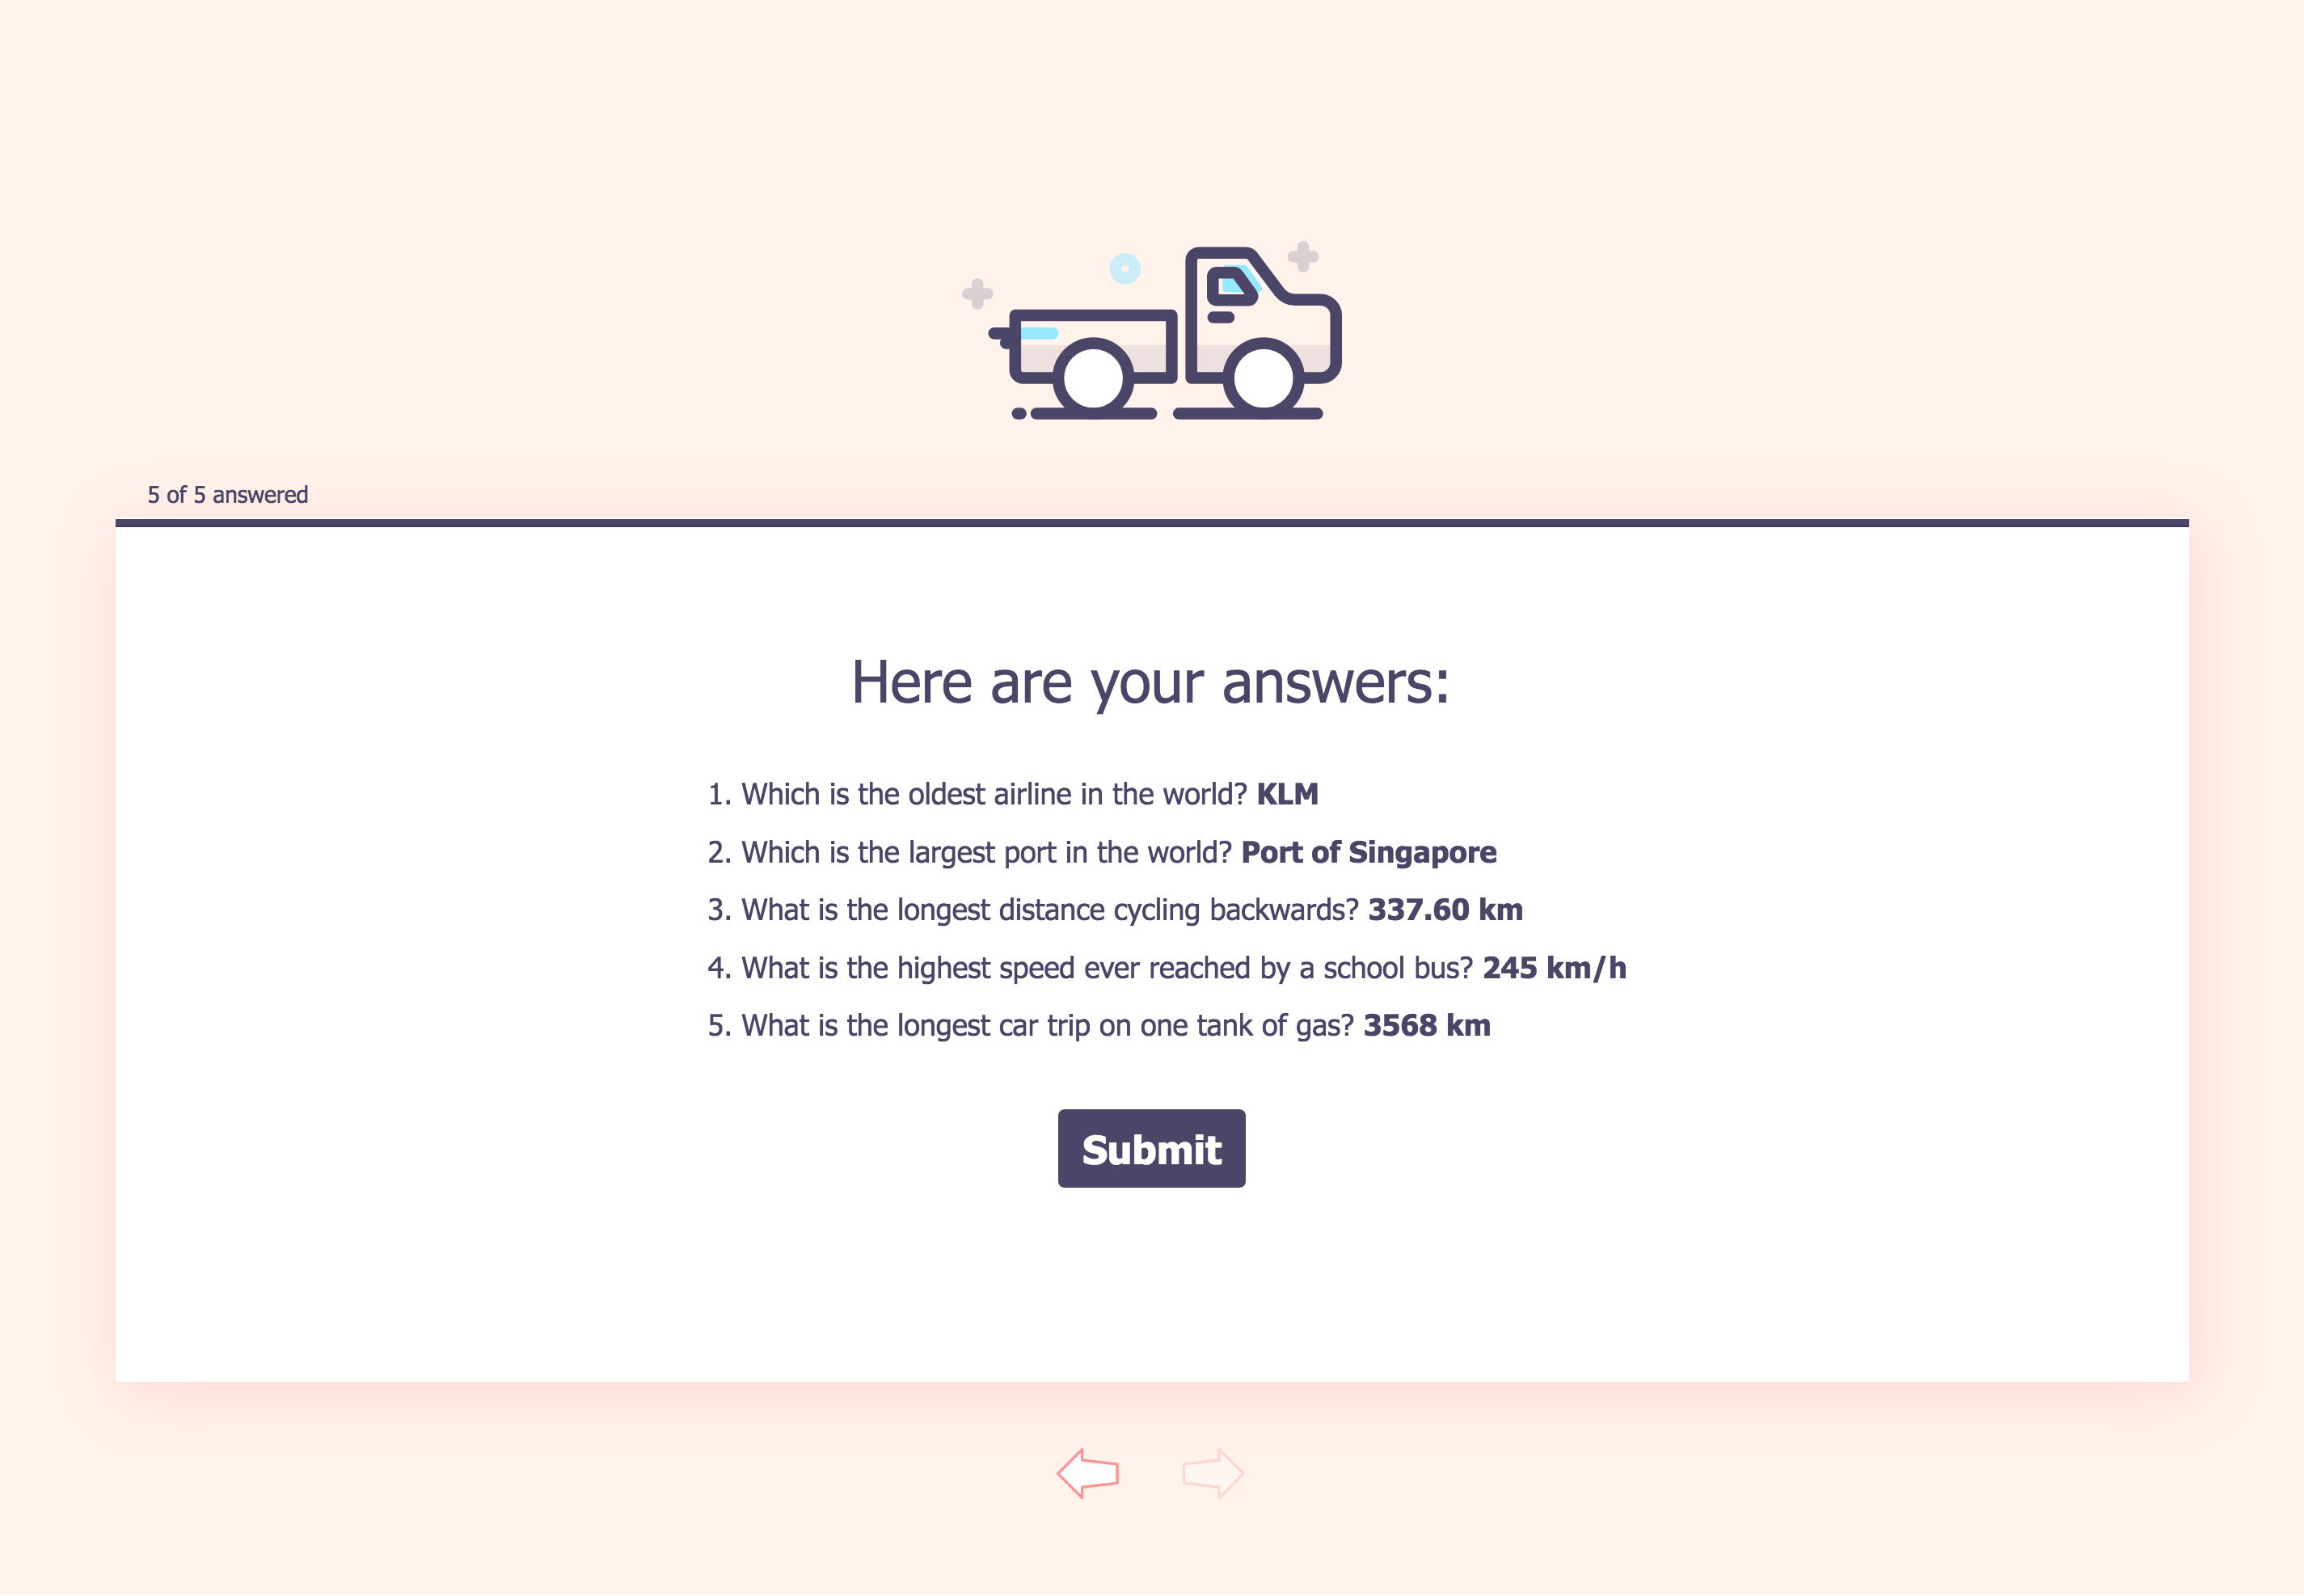 5 of 5 answered
Here are your answers:
1. Which is the oldest airline in the world? KLM
2. Which is the largest port in the world? Port of Singapore
3. What is the longest distance cycling backwards? 337.60 km
4. What is the highest speed ever reached by a school bus? 245 km/h
5. What is the longest car trip on one tank of gas? 3568 km
Submit